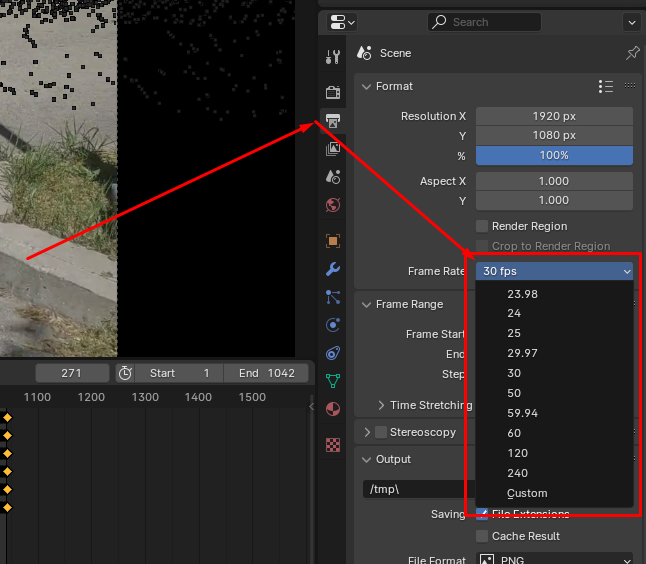 Search
Scene
Format
Resolution X 1920 px
Y 1080 px
% 100%
Aspect X 1.000
Y 1.000
Render Region
Crop to Render Region
Frame Rate 30 fps
23.98
24
25
29.97
30
50
59.94
60
120
240
Custom
Frame Range
Frame Start
End
Step
Time Stretching
Stereoscopy
Output
/tmp\
Saving File Extensions
Cache Result
File Format PNG
271 Start 1 End 1042
1100 1200 1300 1400 1500